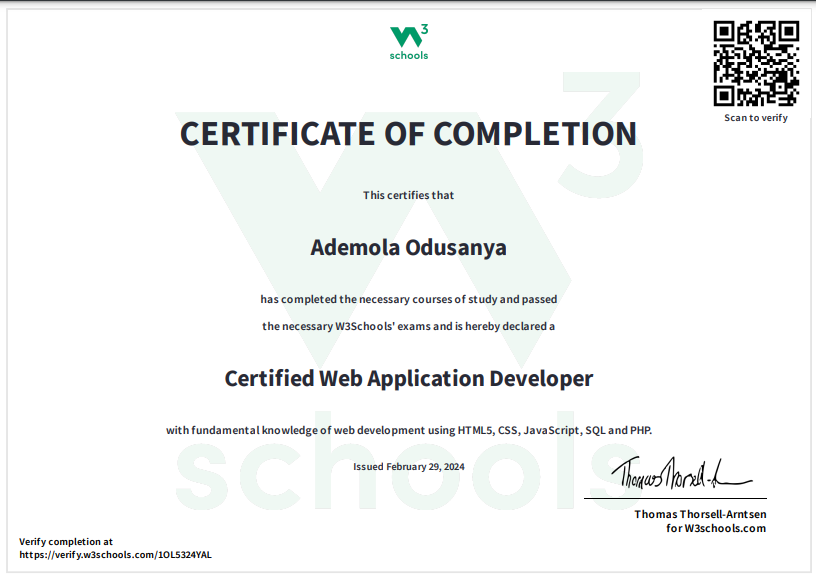 W3
schools
Scan to verify
CERTIFICATE OF COMPLETION
This certifies that
Ademola Odusanya
has completed the necessary courses of study and passed
the necessary W3Schools' exams and is hereby declared a
Certified Web Application Developer
with fundamental knowledge of web development using HTML5, CSS, JavaScript, SQL and PHP.
Issued February 29, 2024
Thomas Thorsell-A
Thomas Thorsell-Arntsen
for W3schools.com
Verify completion at
https://verify.w3schools.com/1OL5324YAL
W3
schools